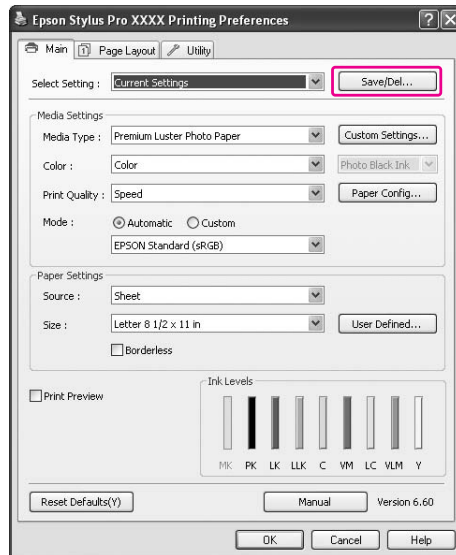 Epson Stylus Pro XXXX Printing Preferences
Main Page Layout Utility
Select Setting : Current Settings Save/Del...
Media Settings
Media Type : Premium Luster Photo Paper Custom Settings...
Color : Color Photo Black Ink
Print Quality : Speed Paper Config...
Mode : Automatic Custom
EPSON Standard (sRGB)
Paper Settings
Source : Sheet
Size : Letter 8 1/2 x 11 in User Defined...
Borderless
Print Preview
Ink Levels
MK PK LK LLK C VM LC VLM Y
Reset Defaults(Y) Manual Version 6.60
OK Cancel Help